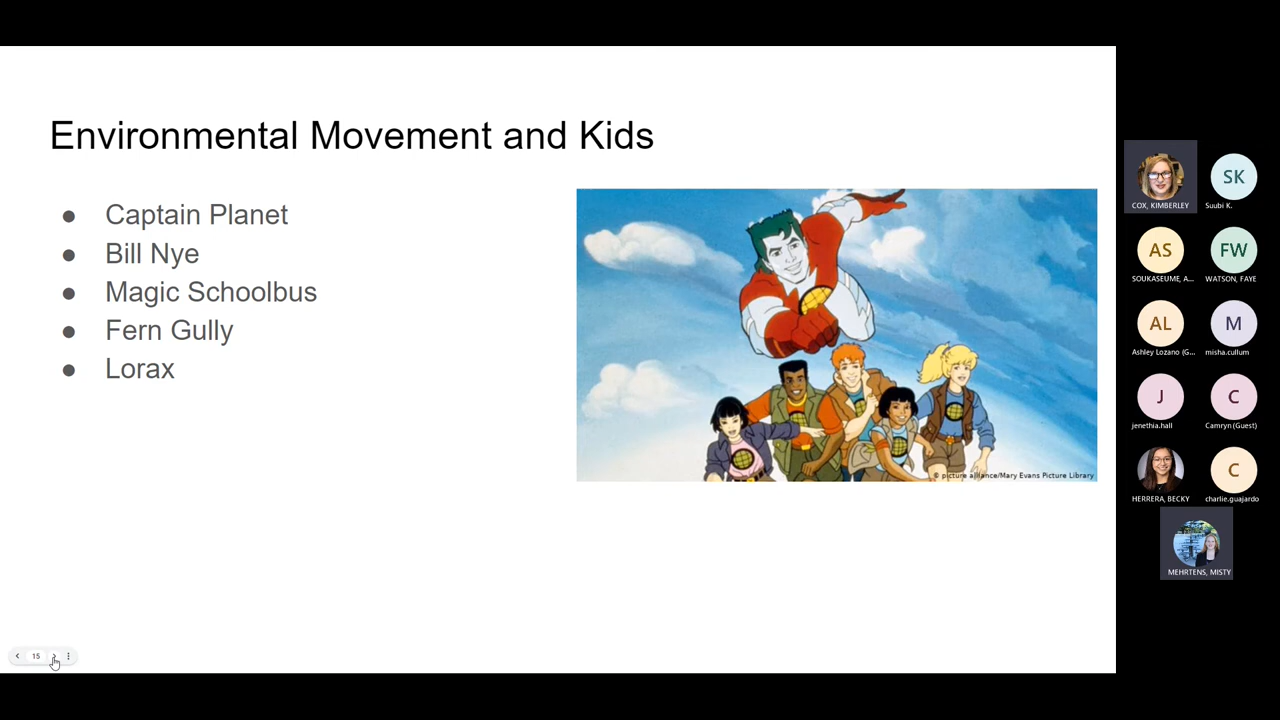 Environmental Movement and Kids
● Captain Planet
● Bill Nye
● Magic Schoolbus
● Fern Gully
● Lorax
© picture alliance/Mary Evans Picture Library
15
COX, KIMBERLEY
SK
Suubi K.
AS
SOUKASEUME, A...
FW
WATSON, FAYE
AL
Ashley Lozano (G...
M
misha.cullum
J
jenethia.hall
C
Camryn (Guest)
HERRERA, BECKY
C
charlie.guajardo
MEHRTENS, MISTY